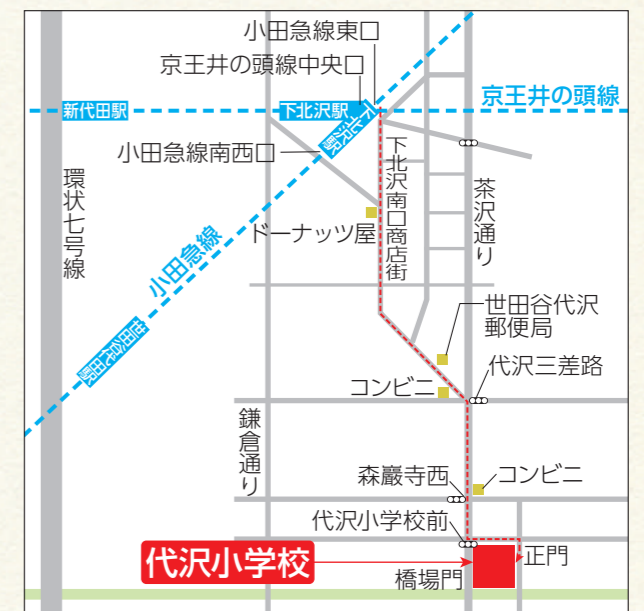 小田急線東口
京王井の頭線中央口
京王井の頭線
新代田駅
下北沢駅
下北沢駅
小田急線南西口
下北沢南口商店街
茶沢通り
環状七号線
ドーナッツ屋
小田急線
世田谷代沢
郵便局
世田谷代田駅
コンビニ
代沢三差路
鎌倉通り
森巖寺西
コンビニ
代沢小学校前
代沢小学校
正門
橋場門